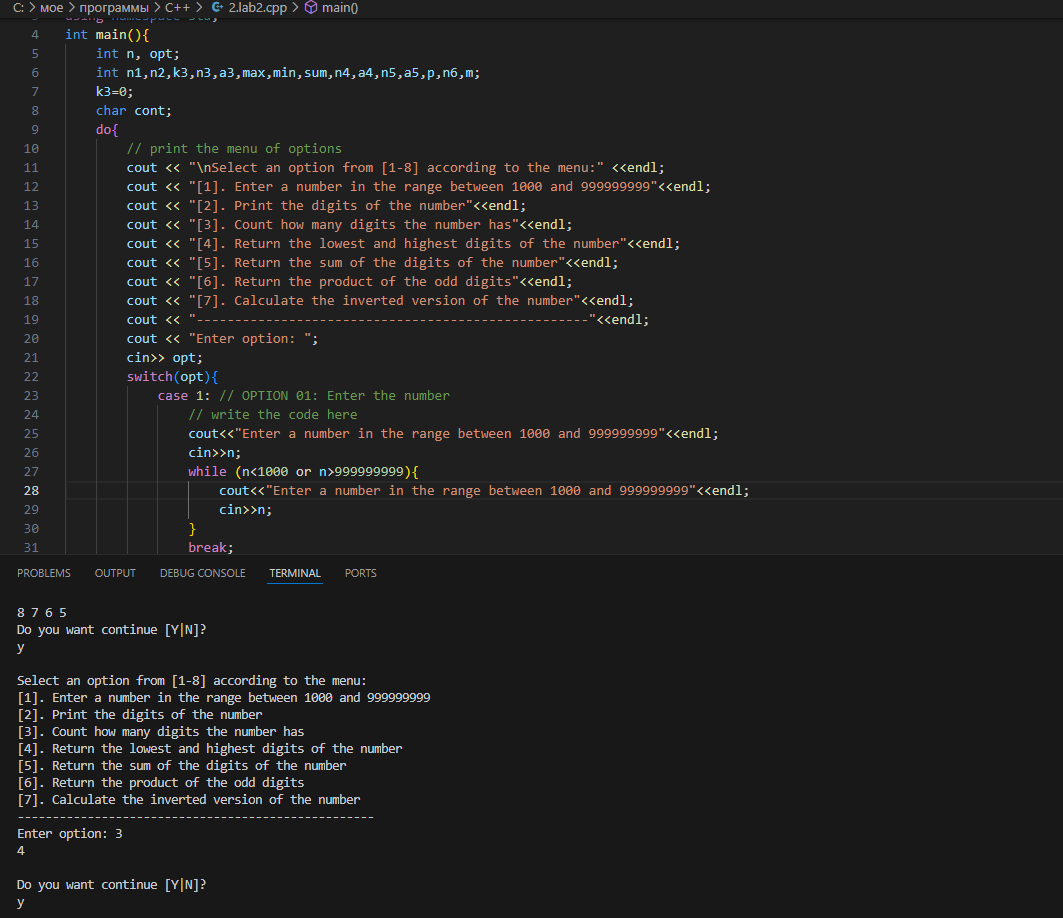 C: > мое > программы > C++ > 2.lab2.cpp > main()
3 using namespace std;
4 int main(){
5 int n, opt;
6 int n1,n2,k3,n3,a3,max,min,sum,n4,a4,n5,a5,p,n6,m;
7 k3=0;
8 char cont;
9 do{
10 // print the menu of options
11 cout << "\nSelect an option from [1-8] according to the menu:" <<endl;
12 cout << "[1]. Enter a number in the range between 1000 and 999999999"<<endl;
13 cout << "[2]. Print the digits of the number"<<endl;
14 cout << "[3]. Count how many digits the number has"<<endl;
15 cout << "[4]. Return the lowest and highest digits of the number"<<endl;
16 cout << "[5]. Return the sum of the digits of the number"<<endl;
17 cout << "[6]. Return the product of the odd digits"<<endl;
18 cout << "[7]. Calculate the inverted version of the number"<<endl;
19 cout << "---------------------------------------------------"<<endl;
20 cout << "Enter option: ";
21 cin>> opt;
22 switch(opt){
23 case 1: // OPTION 01: Enter the number
24 // write the code here
25 cout<<"Enter a number in the range between 1000 and 999999999"<<endl;
26 cin>>n;
27 while (n<1000 or n>999999999){
28 cout<<"Enter a number in the range between 1000 and 999999999"<<endl;
29 cin>>n;
30 }
31 break;
PROBLEMS OUTPUT DEBUG CONSOLE TERMINAL PORTS
8 7 6 5
Do you want continue [Y|N]?
y
Select an option from [1-8] according to the menu:
[1]. Enter a number in the range between 1000 and 999999999
[2]. Print the digits of the number
[3]. Count how many digits the number has
[4]. Return the lowest and highest digits of the number
[5]. Return the sum of the digits of the number
[6]. Return the product of the odd digits
[7]. Calculate the inverted version of the number
---------------------------------------------------
Enter option: 3
4
Do you want continue [Y|N]?
y